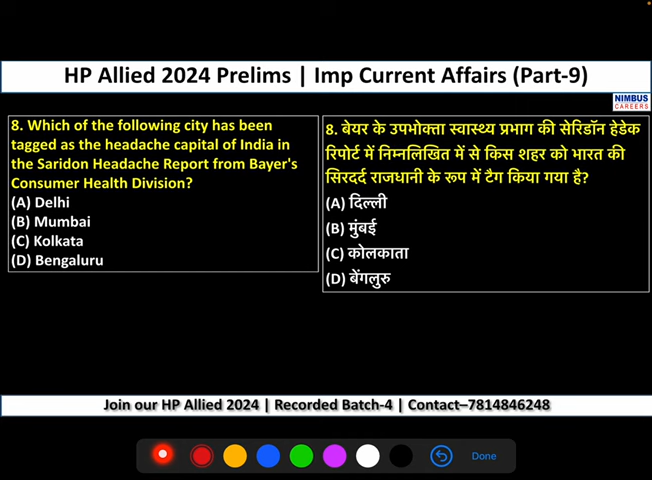 HP Allied 2024 Prelims | Imp Current Affairs (Part-9)
NIMBUS
CAREERS
8. Which of the following city has been
tagged as the headache capital of India in
the Saridon Headache Report from Bayer's
Consumer Health Division?
(A) Delhi
(B) Mumbai
(C) Kolkata
(D) Bengaluru
8. बेयर के उपभोक्ता स्वास्थ्य प्रभाग की सेरिडॉन हेडेक
रिपोर्ट में निम्नलिखित में से किस शहर को भारत की
सिरदर्द राजधानी के रूप में टैग किया गया है?
(A) दिल्ली
(B) मुंबई
(C) कोलकाता
(D) बेंगलुरु
Join our HP Allied 2024 | Recorded Batch-4 | Contact–7814846248
Done